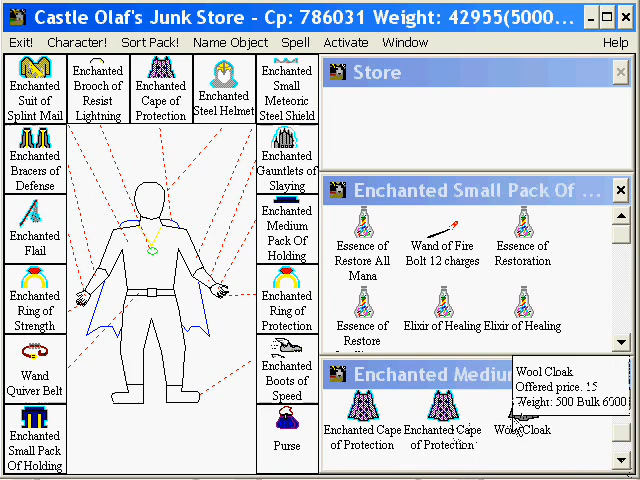 Castle Olaf's Junk Store - Cp: 786031 Weight: 42955(5000...
Exit! Character! Sort Pack! Name Object Spell Activate Window Help
Enchanted
Suit of
Splint Mail
Enchanted
Brooch of
Resist
Lightning
Enchanted
Cape of
Protection
Enchanted
Steel Helmet
Enchanted
Small
Meteoric
Steel Shield
Enchanted
Bracers of
Defense
Enchanted
Gauntlets of
Slaying
Enchanted
Flail
Enchanted
Medium
Pack Of
Holding
Enchanted
Ring of
Strength
Enchanted
Ring of
Protection
Wand
Quiver Belt
Enchanted
Boots of
Speed
Enchanted
Small Pack
Of Holding
Purse
Store
Enchanted Small Pack Of ...
Essence of
Restore All
Mana
Wand of Fire
Bolt 12 charges
Essence of
Restoration
Essence of
Restore
Elixir of Healing
Elixir of Healing
Enchanted Mediu
Enchanted Cape
of Protection
Enchanted Cape
of Protection
Wool Cloak
Wool Cloak
Offered price. 15
Weight: 500 Bulk 6000